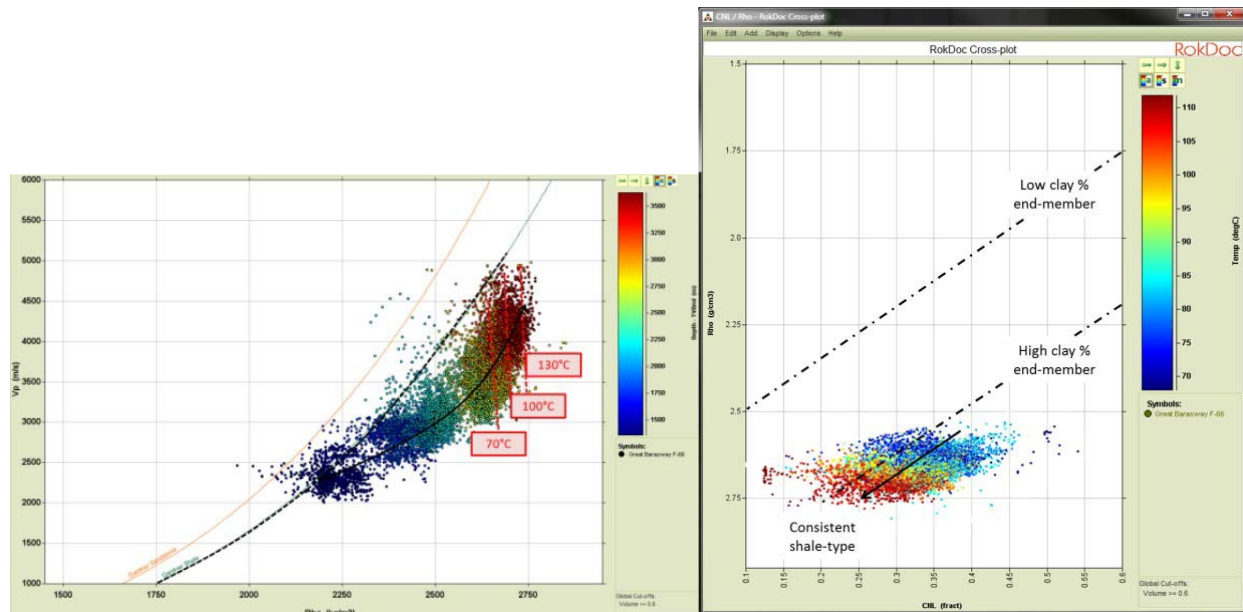 6000
5000
4500
4000
3500
3000
2500
2000
1500
1000
1500
1750
2000
2250
2500
2750
Vp (m/s)
Gardner Sandstone
Gardner Shale
130°C
100°C
70°C
3500
3250
3000
2750
2500
2250
2000
1750
1500
Symbols:
Great Barasway F-66
Global Cut-offs:
Volume >= 0.6
CNL / Rho - RokDoc Cross-plot
File Edit Add Display Options Help
RokDoc Cross-plot
RokDoc
1.5
1.75
2.0
2.25
2.5
2.75
Rho (g/cm3)
Low clay %
end-member
High clay %
end-member
Consistent
shale-type
0.1
0.15
0.2
0.25
0.3
0.35
0.4
0.45
0.5
0.55
0.6
CNL (fract)
110
105
100
95
90
85
80
75
70
Temp (degC)
Symbols:
Great Barasway F-66
Global Cut-offs:
Volume >= 0.6